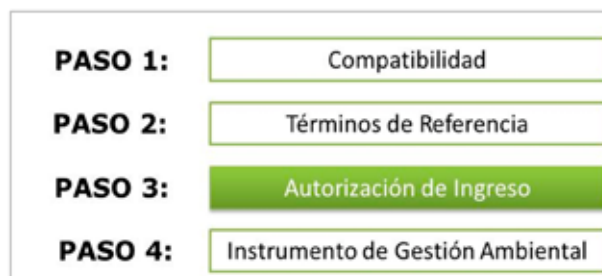 PASO 1: Compatibilidad
PASO 2: Términos de Referencia
PASO 3: Autorización de Ingreso
PASO 4: Instrumento de Gestión Ambiental